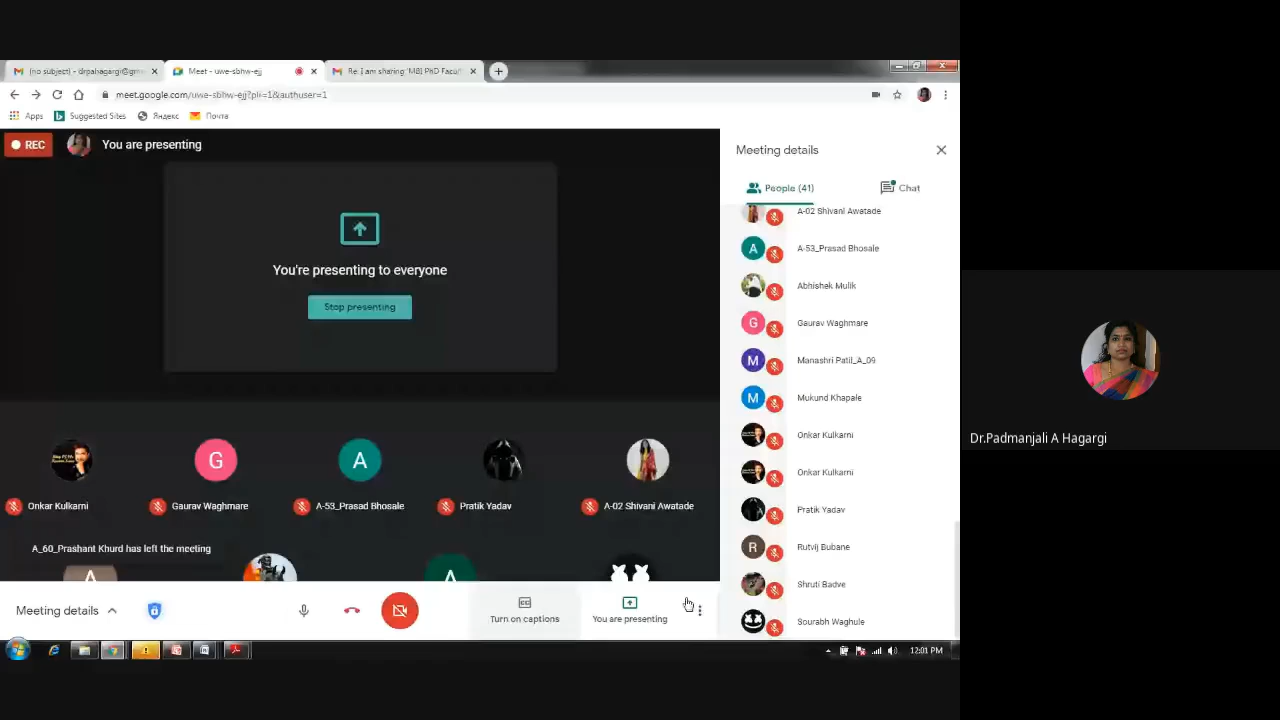 (no subject) - drpahagargi@gm
Meet - uwe-sbhw-ejj
Re: i am sharing 'MBI PhD Facu
meet.google.com/uwe-sbhw-ejj?pli=1&authuser=1
Apps
Suggested Sites
Яндекс
Почта
REC
You are presenting
You're presenting to everyone
Stop presenting
Onkar Kulkarni
G
Gaurav Waghmare
A
A-53_Prasad Bhosale
Pratik Yadav
A-02 Shivani Awatade
A_60_Prashant Khurd has left the meeting
A
A
Meeting details
Turn on captions
You are presenting
Meeting details
People (41)
Chat
A-02 Shivani Awatade
A
A-53_Prasad Bhosale
Abhishek Mulik
G
Gaurav Waghmare
M
Manashri Patil_A_09
M
Mukund Khapale
Onkar Kulkarni
Onkar Kulkarni
Pratik Yadav
R
Rutvij Bubane
Shruti Badve
Sourabh Waghule
12:01 PM
Dr.Padmanjali A Hagargi